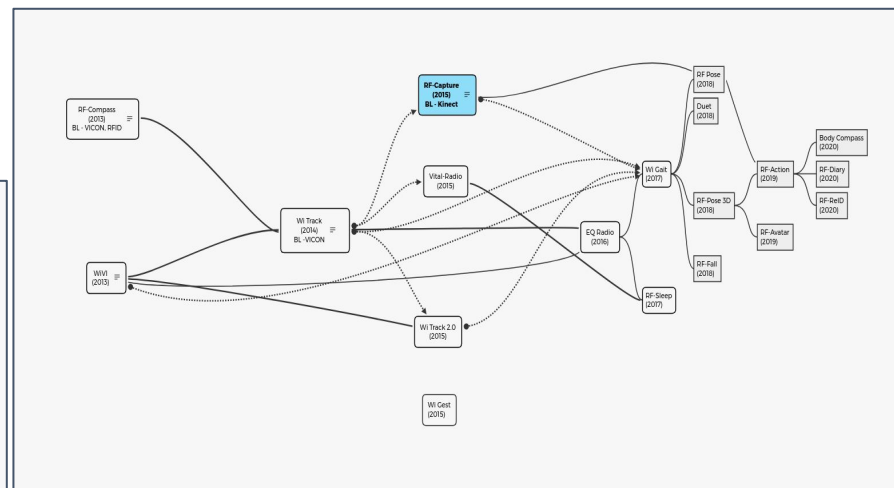 RF-Compass
(2013)
BL - VICON, RFID
WiVi
(2013)
Wi Track
(2014)
BL -VICON
RF-Capture
(2015)
BL - Kinect
Vital-Radio
(2015)
Wi Track 2.0
(2015)
Wi Gest
(2015)
EQ Radio
(2016)
Wi Gait
(2017)
RF-Sleep
(2017)
RF Pose
(2018)
Duet
(2018)
RF-Pose 3D
(2018)
RF-Fall
(2018)
RF-Action
(2019)
RF-Avatar
(2019)
Body Compass
(2020)
RF-Diary
(2020)
RF-ReID
(2020)